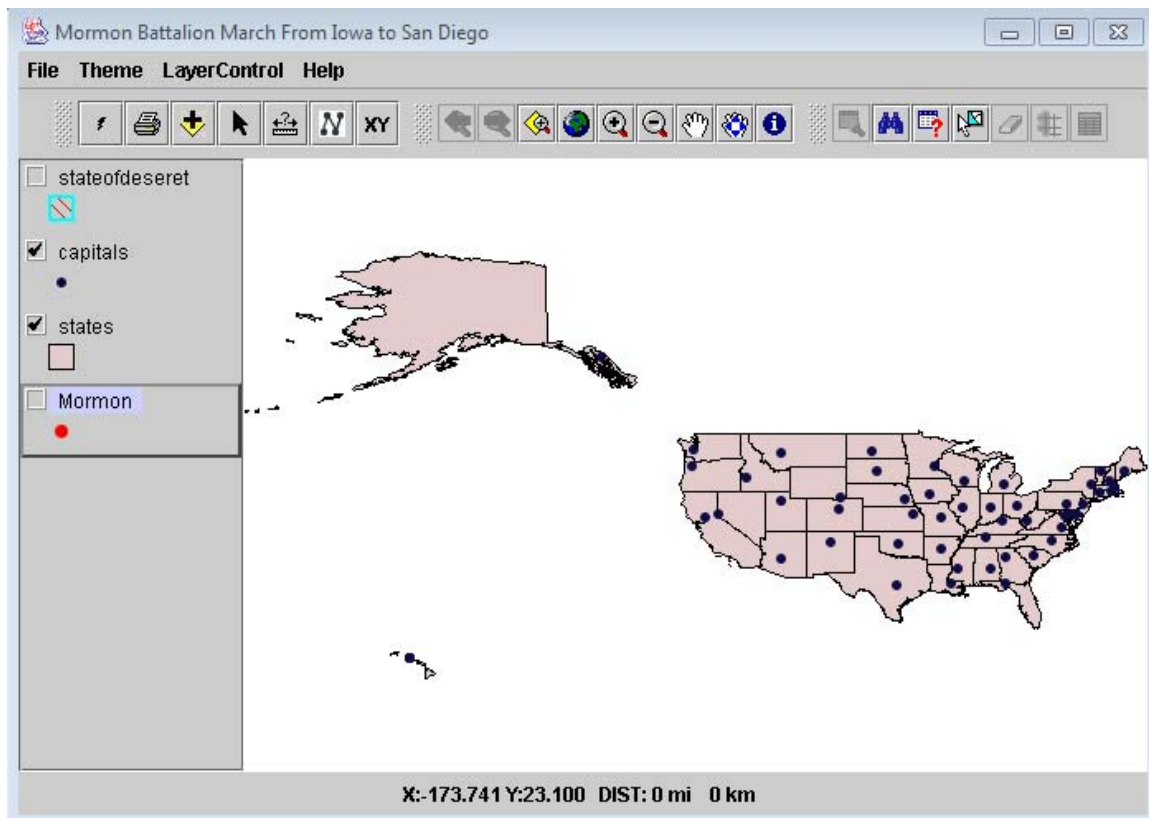 Mormon Battalion March From Iowa to San Diego
File Theme LayerControl Help
XY
stateofdeseret
capitals
states
Mormon
X:-173.741 Y:23.100 DIST: 0 mi 0 km